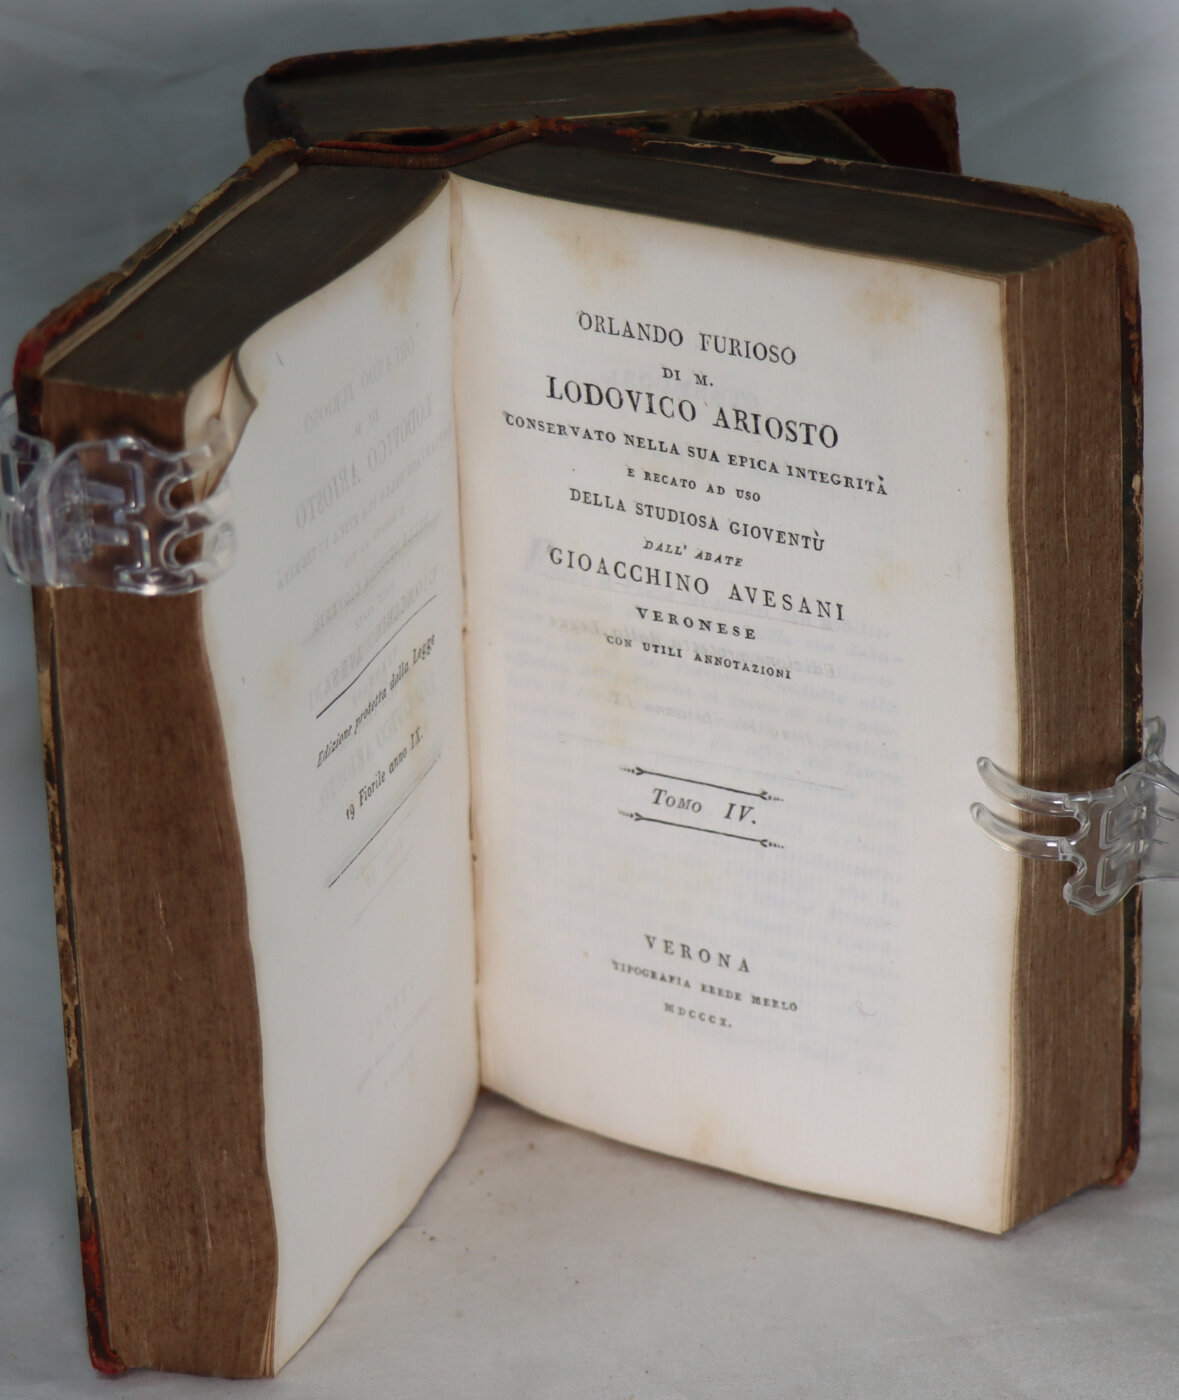 Edizione protetta dalla Legge
19 Fiorile anno IX.
ORLANDO FURIOSO
DI M.
LODOVICO ARIOSTO
CONSERVATO NELLA SUA EPICA INTEGRITÀ
E RECATO AD USO
DELLA STUDIOSA GIOVENTÙ
DALL' ABATE
GIOACCHINO AVESANI
VERONESE
CON UTILI ANNOTAZIONI
TOMO IV.
VERONA
TIPOGRAFIA EREDE MERLO
MDCCCX.